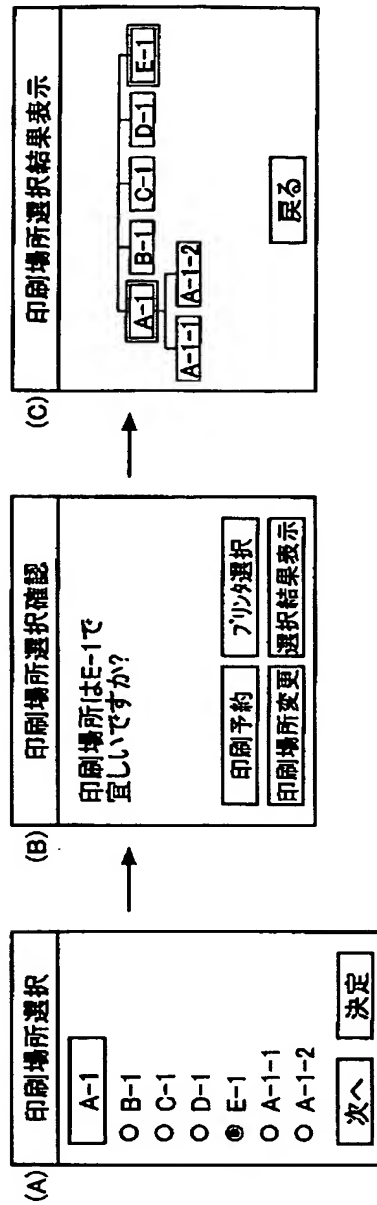 (A)
印刷場所選択
A-1
B-1
C-1
D-1
E-1
A-1-1
A-1-2
次へ 決定
(B)
印刷場所選択確認
印刷場所はE-1で
宜しいですか?
印刷予約 プリンタ選択
印刷場所変更 選択結果表示
(C)
印刷場所選択結果表示
A-1 B-1 C-1 D-1 E-1
A-1-1 A-1-2
戻る